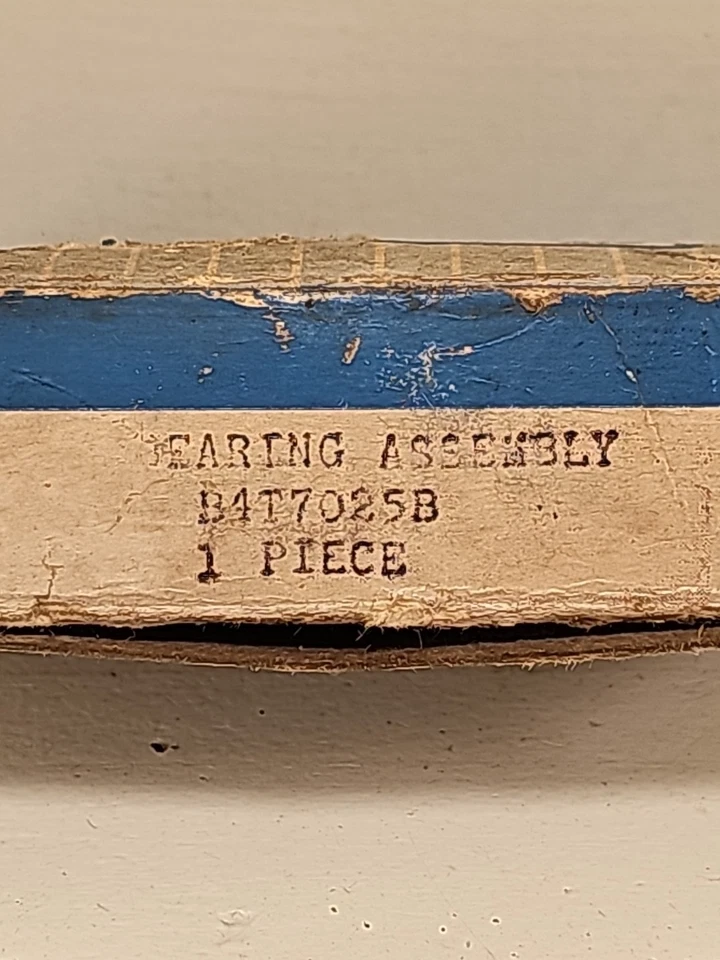 BEARING ASSEMBLY
B4T7025B
1 PIECE